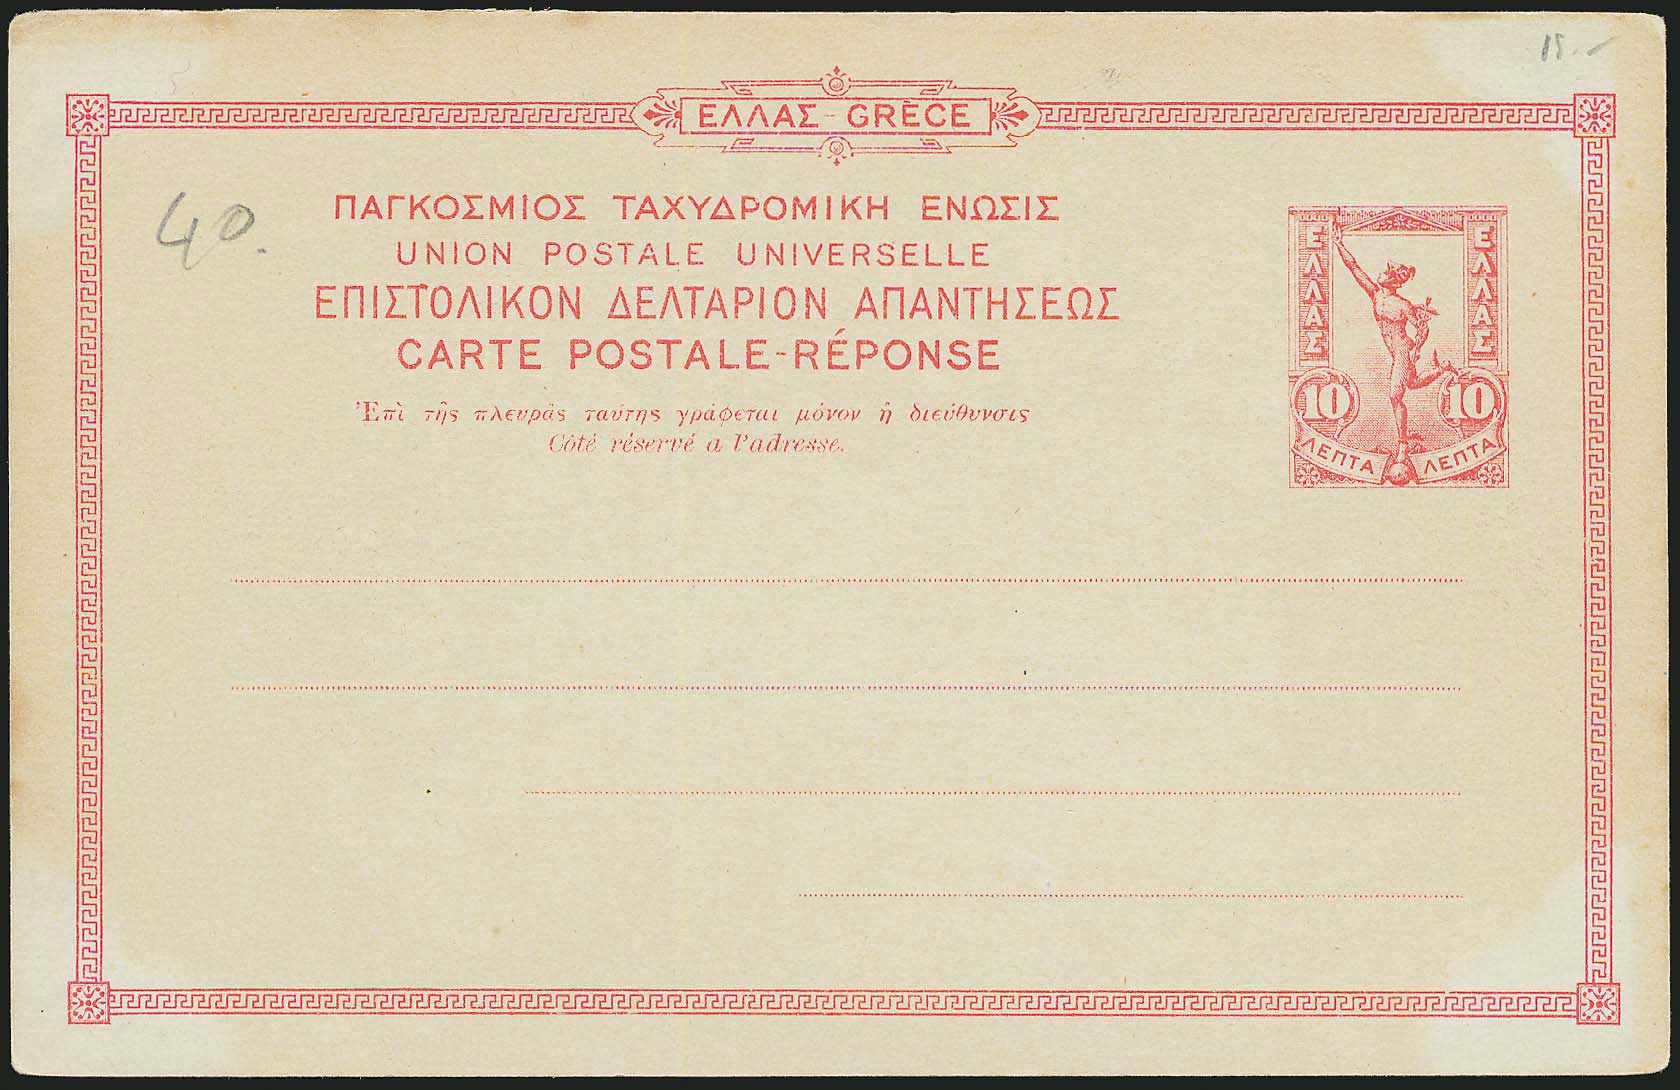 15.-
ΕΛΛΑΣ - GRÈCE
40.
ΠΑΓΚΟΣΜΙΟΣ ΤΑΧΥΔΡΟΜΙΚΗ ΕΝΩΣΙΣ
UNION POSTALE UNIVERSELLE
ΕΠΙΣΤΟΛΙΚΟΝ ΔΕΛΤΑΡΙΟΝ ΑΠΑΝΤΗΣΕΩΣ
CARTE POSTALE-RÉPONSE
Ἐπὶ τῆς πλευρᾶς ταύτης γράφεται μόνον ἡ διεύθυνσις
Côté réservé a l'adresse.
ΕΛΛΑΣ ΕΛΛΑΣ
10 10
ΛΕΠΤΑ ΛΕΠΤΑ